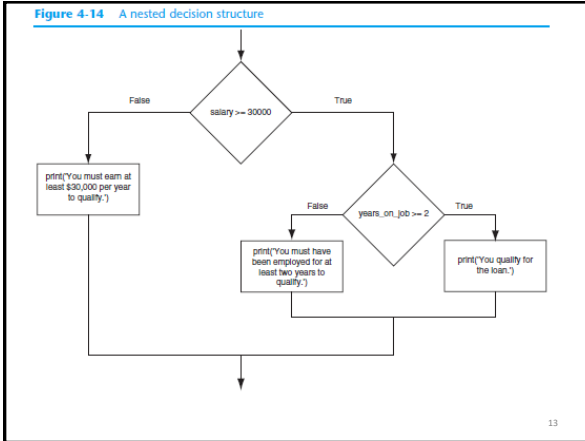 Figure 4-14 A nested decision structure
False
True
salary >= 30000
print('You must earn at
least $30,000 per year
to qualify.')
False
True
years_on_job >= 2
print('You must have
been employed for at
least two years to
qualify.')
print('You qualify for
the loan.')
13